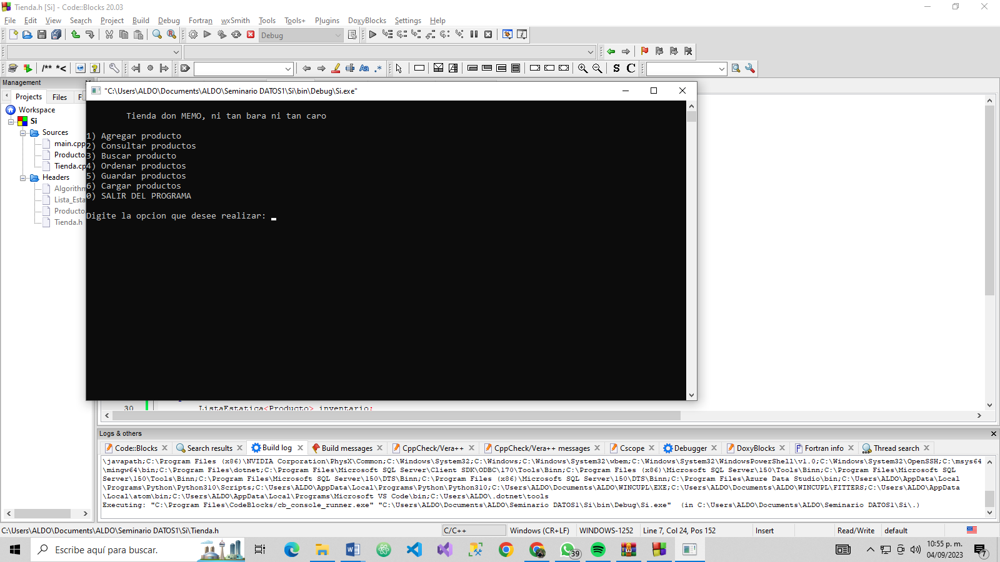 Tienda.h [Si] - Code::Blocks 20.03
File Edit View Search Project Build Debug Fortran wxSmith Tools Tools+ Plugins DoxyBlocks Settings Help
Debug
/** *<
Aa .*
S C
Management
Projects Files F
Workspace
Si
Sources
main.cpp
Producto
Tienda.cp
Headers
Algorithm
Lista_Esta
Producto
Tienda.h
"C:\Users\ALDO\Documents\ALDO\Seminario DATOS1\Si\bin\Debug\Si.exe"
Tienda don MEMO, ni tan bara ni tan caro
1) Agregar producto
2) Consultar productos
3) Buscar producto
4) Ordenar productos
5) Guardar productos
6) Cargar productos
0) SALIR DEL PROGRAMA
Digite la opcion que desee realizar:
30 ListaEstatica<Producto> inventario;
Logs & others
Code::Blocks Search results Build log Build messages CppCheck/Vera++ CppCheck/Vera++ messages Cscope Debugger DoxyBlocks Fortran info Thread search
\javapath;C:\Program Files (x86)\NVIDIA Corporation\PhysX\Common;C:\Windows\System32;C:\Windows;C:\Windows\System32\wbem;C:\Windows\System32\WindowsPowerShell\v1.0;C:\Windows\System32\OpenSSH;C:\msys64
\mingw64\bin;C:\Program Files\dotnet;C:\Program Files\Microsoft SQL Server\Client SDK\ODBC\170\Tools\Binn;C:\Program Files (x86)\Microsoft SQL Server\150\Tools\Binn;C:\Program Files\Microsoft SQL
Server\150\Tools\Binn;C:\Program Files\Microsoft SQL Server\150\DTS\Binn;C:\Program Files (x86)\Microsoft SQL Server\150\DTS\Binn;C:\Program Files\Azure Data Studio\bin;C:\Users\ALDO\AppData\Local
\Programs\Python\Python310\Scripts;C:\Users\ALDO\AppData\Local\Programs\Python\Python310;C:\Users\ALDO\Documents\ALDO\WINCUPL\EXE;C:\Users\ALDO\Documents\ALDO\WINCUPL\FITTERS;C:\Users\ALDO\AppData
\Local\atom\bin;C:\Users\ALDO\AppData\Local\Programs\Microsoft VS Code\bin;C:\Users\ALDO\.dotnet\tools
Executing: "C:\Program Files\CodeBlocks/cb_console_runner.exe" "C:\Users\ALDO\Documents\ALDO\Seminario DATOS1\Si\bin\Debug\Si.exe" (in C:\Users\ALDO\Documents\ALDO\Seminario DATOS1\Si\.)
C:\Users\ALDO\Documents\ALDO\Seminario DATOS1\Si\Tienda.h C/C++ Windows (CR+LF) WINDOWS-1252 Line 7, Col 24, Pos 152 Insert Read/Write default
Escribe aquí para buscar.
39
10:55 p. m.
04/09/2023
7